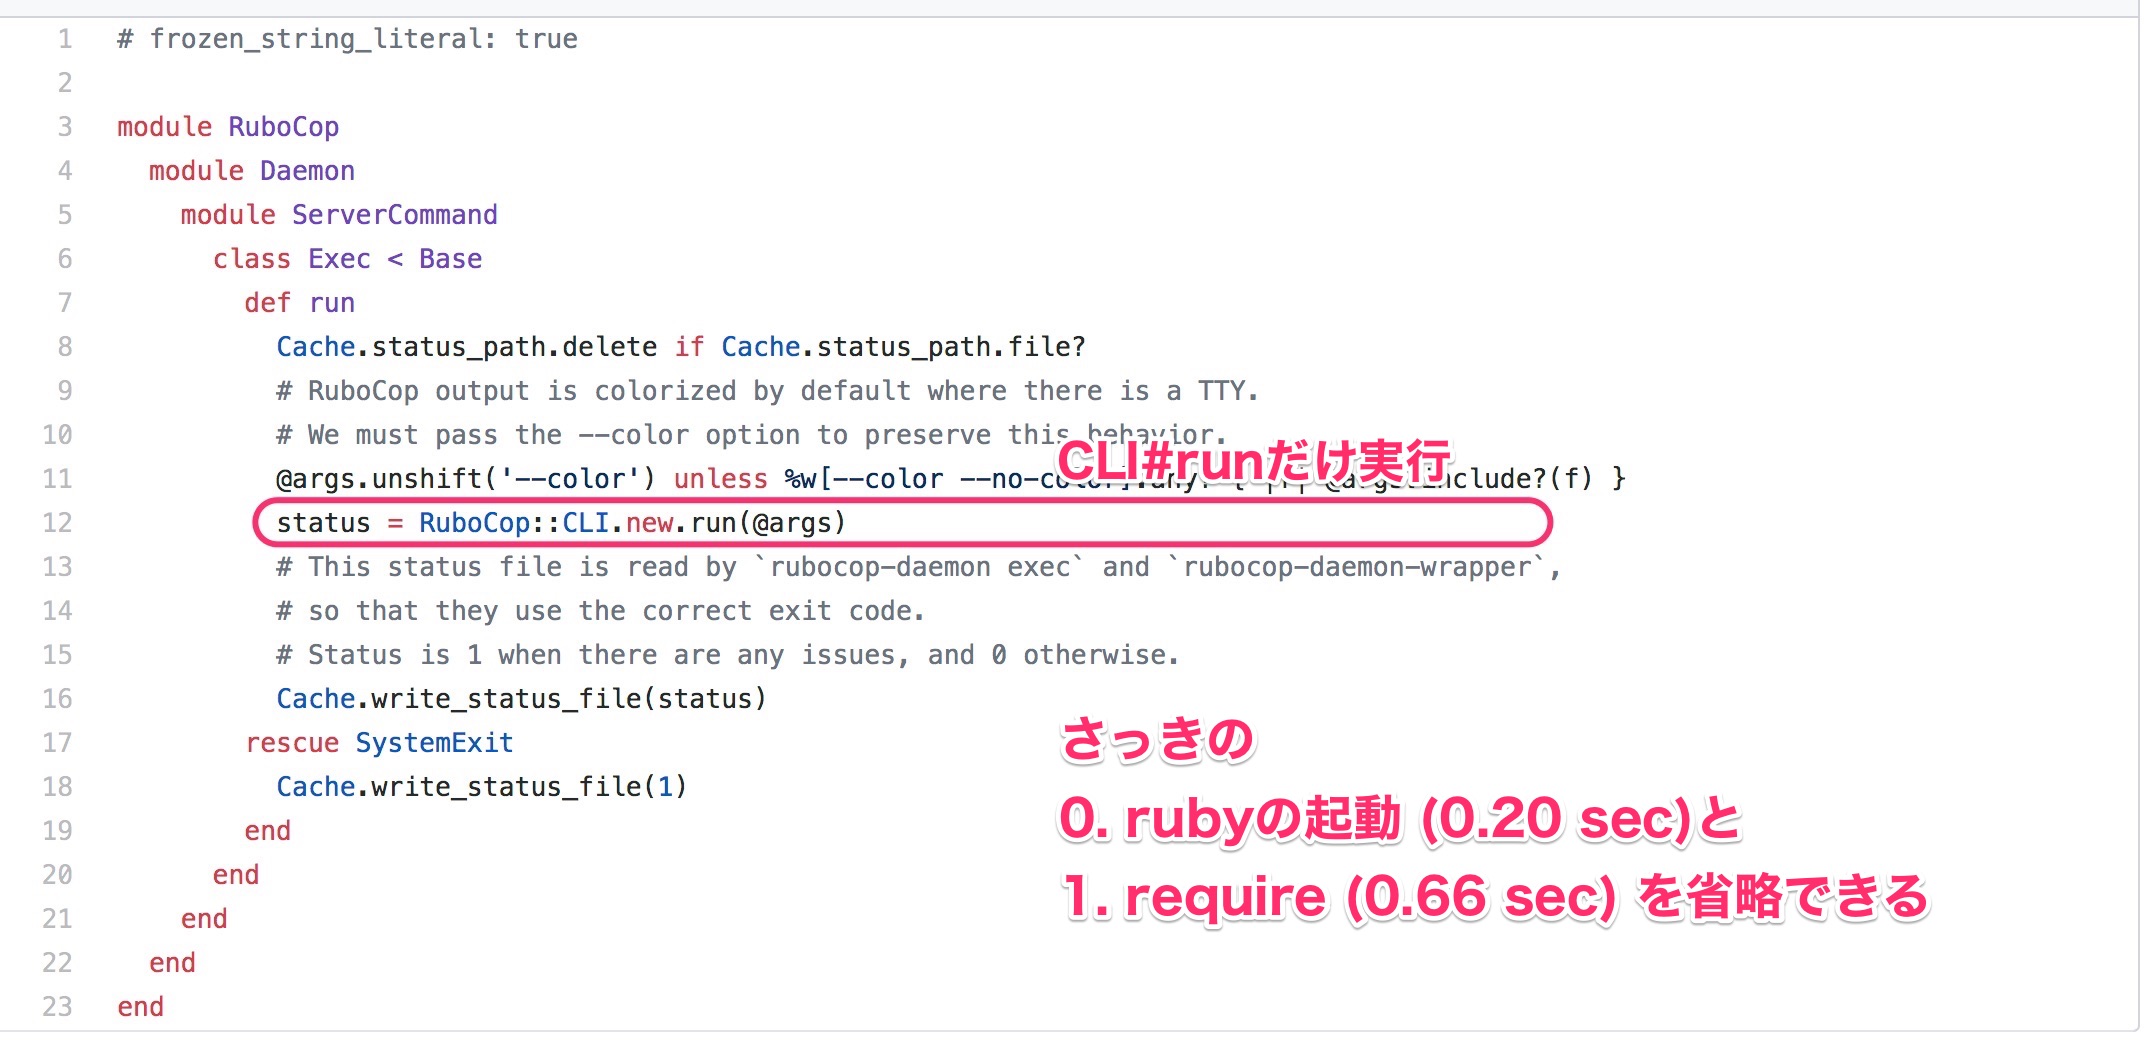 1 # frozen_string_literal: true
2
3 module RuboCop
4 module Daemon
5 module ServerCommand
6 class Exec < Base
7 def run
8 Cache.status_path.delete if Cache.status_path.file?
9 # RuboCop output is colorized by default where there is a TTY.
10 # We must pass the --color option to preserve this behavior.
CLI#runだけ実行
11 @args.unshift('--color') unless %w[--color --no-color].any? { |f| @args.include?(f) }
12 status = RuboCop::CLI.new.run(@args)
13 # This status file is read by `rubocop-daemon exec` and `rubocop-daemon-wrapper`,
14 # so that they use the correct exit code.
15 # Status is 1 when there are any issues, and 0 otherwise.
16 Cache.write_status_file(status)
17 rescue SystemExit
さっきの
18 Cache.write_status_file(1)
0. rubyの起動 (0.20 sec)と
19 end
20 end
1. require (0.66 sec) を省略できる
21 end
22 end
23 end